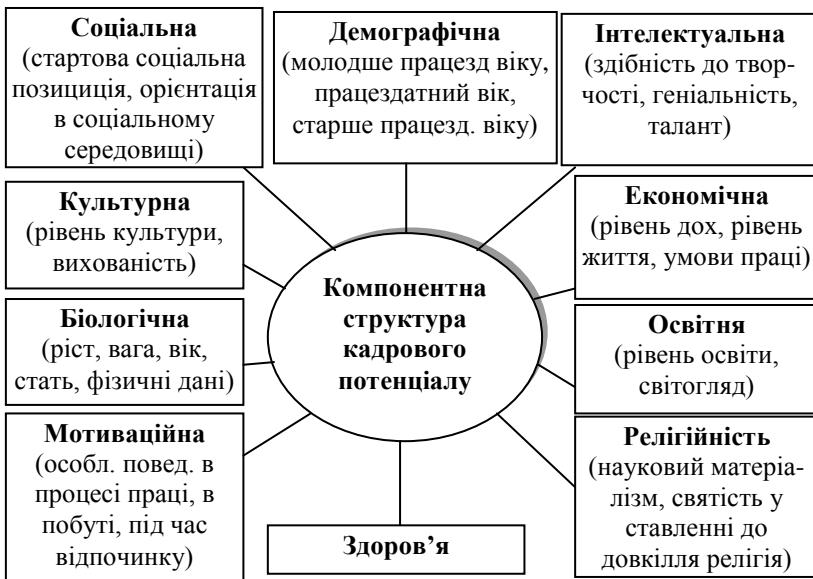 Соціальна
(стартова соціальна
позициція, орієнтація
в соціальному
середовищі)
Демографічна
(молодше працезд віку,
працездатний вік,
старше працезд. віку)
Інтелектуальна
(здібність до твор-
чості, геніальність,
талант)
Культурна
(рівень культури,
вихованість)
Економічна
(рівень дох, рівень
життя, умови праці)
Компонентна
структура
кадрового
потенціалу
Біологічна
(ріст, вага, вік,
стать, фізичні дані)
Освітня
(рівень освіти,
світогляд)
Мотиваційна
(особл. повед. в
процесі праці, в
побуті, під час
відпочинку)
Здоров’я
Релігійність
(науковий матеріа-
лізм, святість у
ставленні до
довкілля релігія)